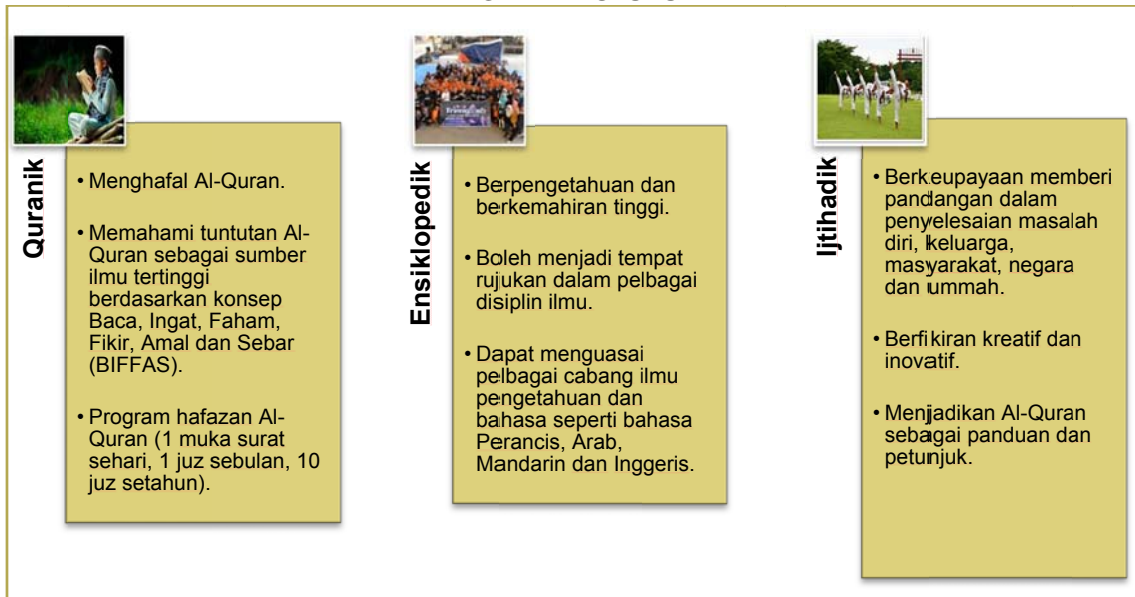 Quranik
• Menghafal Al-Quran.
• Memahami tuntutan Al-
Quran sebagai sumber
ilmu tertinggi
berdasarkan konsep
Baca, Ingat, Faham,
Fikir, Amal dan Sebar
(BIFFAS).
• Program hafazan Al-
Quran (1 muka surat
sehari, 1 juz sebulan, 10
juz setahun).
Ensiklopedik
• Berpengetahuan dan
berkemahiran tinggi.
• Boleh menjadi tempat
rujukan dalam pelbagai
disiplin ilmu.
• Dapat menguasai
pelbagai cabang ilmu
pengetahuan dan
bahasa seperti bahasa
Perancis, Arab,
Mandarin dan Inggeris.
Ijtihadik
• Berkeupayaan memberi
pandangan dalam
penyelesaian masalah
diri, keluarga,
masyarakat, negara
dan ummah.
• Berfikiran kreatif dan
inovatif.
• Menjadikan Al-Quran
sebagai panduan dan
petunjuk.